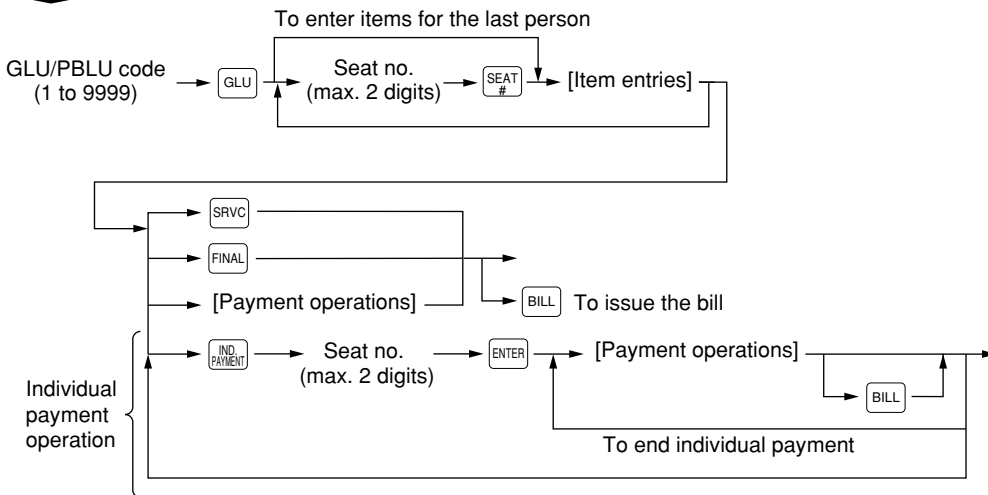 To enter items for the last person
GLU/PBLU code
(1 to 9999)
GLU
Seat no.
(max. 2 digits)
SEAT
#
[Item entries]
SRVC
FINAL
[Payment operations]
BILL
To issue the bill
Individual
payment
operation
IND.
PAYMENT
Seat no.
(max. 2 digits)
ENTER
[Payment operations]
BILL
To end individual payment